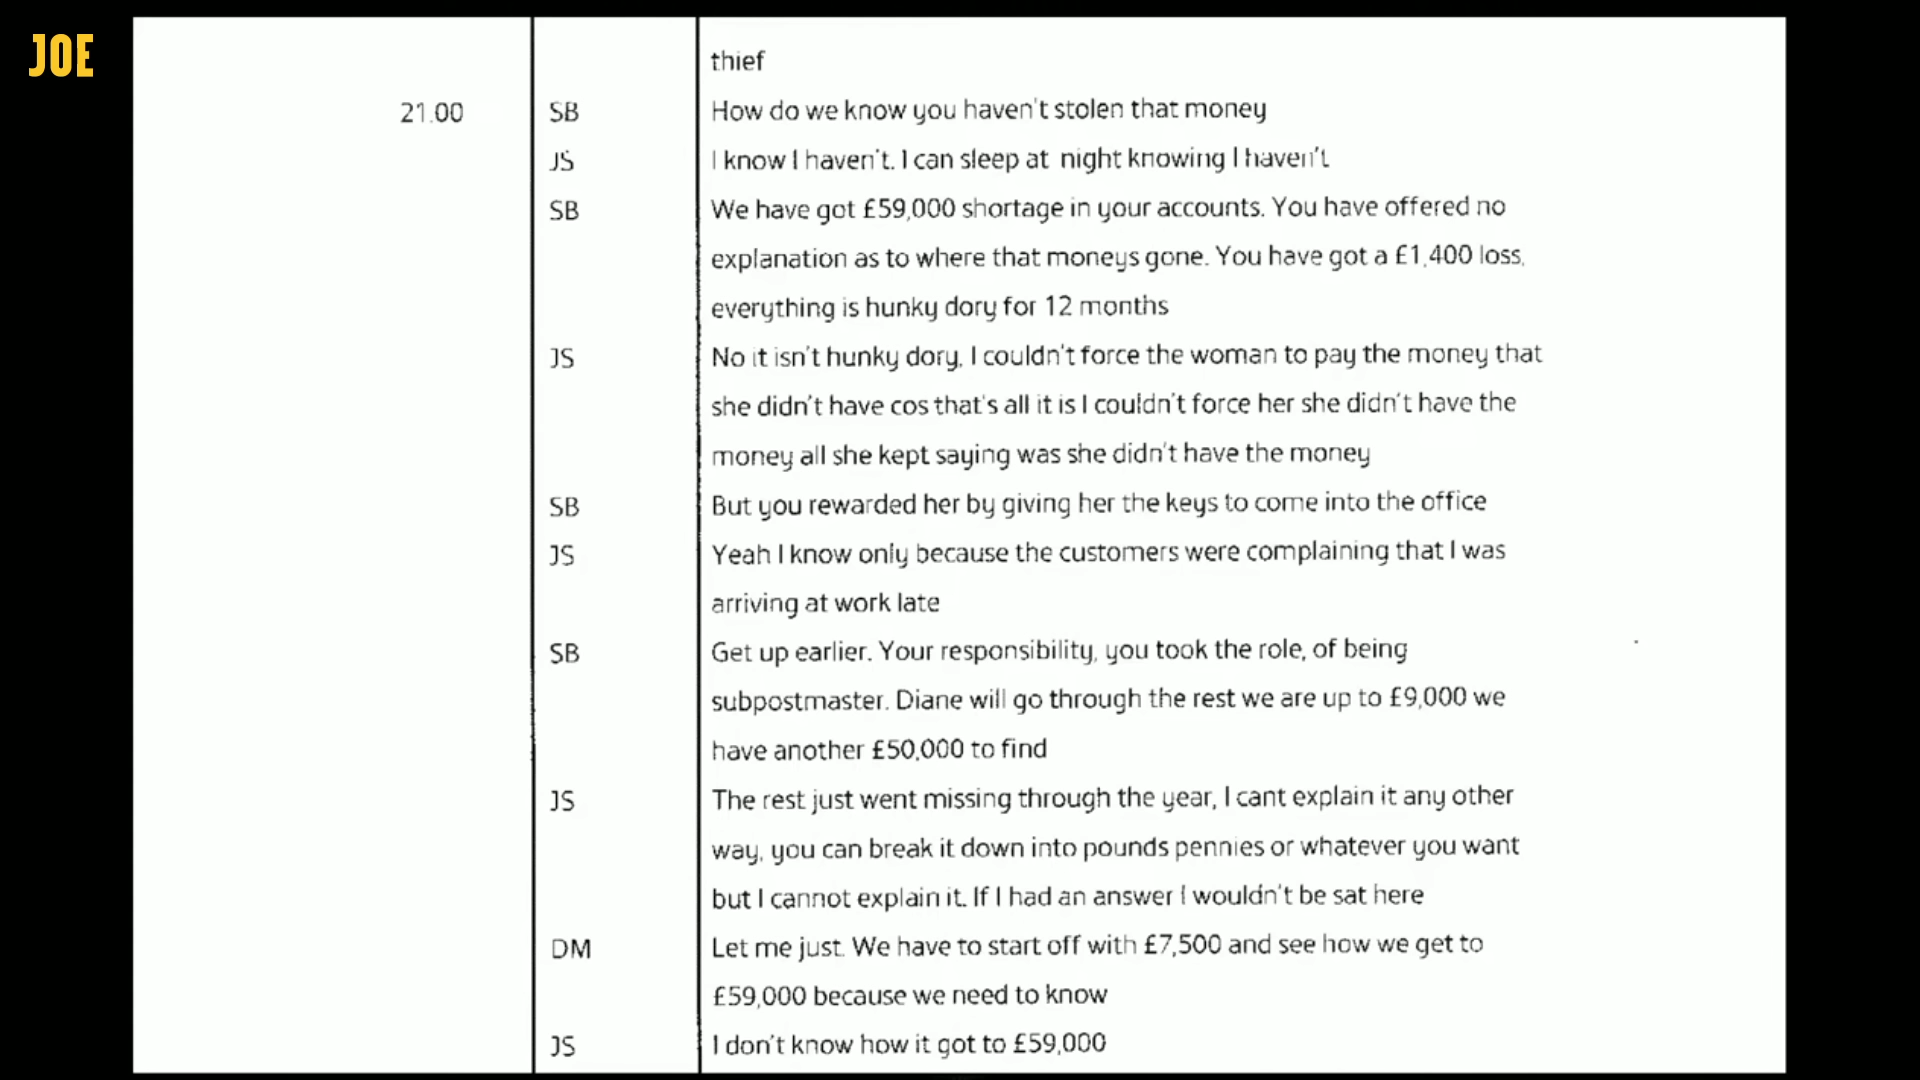 JOE
thief
21.00 SB How do we know you haven't stolen that money
JS I know I haven't. I can sleep at night knowing I haven't
SB We have got £59,000 shortage in your accounts. You have offered no
explanation as to where that moneys gone. You have got a £1,400 loss,
everything is hunky dory for 12 months
JS No it isn't hunky dory, I couldn't force the woman to pay the money that
she didn't have cos that's all it is I couldn't force her she didn't have the
money all she kept saying was she didn't have the money
SB But you rewarded her by giving her the keys to come into the office
JS Yeah I know only because the customers were complaining that I was
arriving at work late
SB Get up earlier. Your responsibility, you took the role, of being
subpostmaster. Diane will go through the rest we are up to £9,000 we
have another £50,000 to find
JS The rest just went missing through the year, I cant explain it any other
way, you can break it down into pounds pennies or whatever you want
but I cannot explain it. If I had an answer I wouldn't be sat here
DM Let me just. We have to start off with £7,500 and see how we get to
£59,000 because we need to know
JS I don't know how it got to £59,000